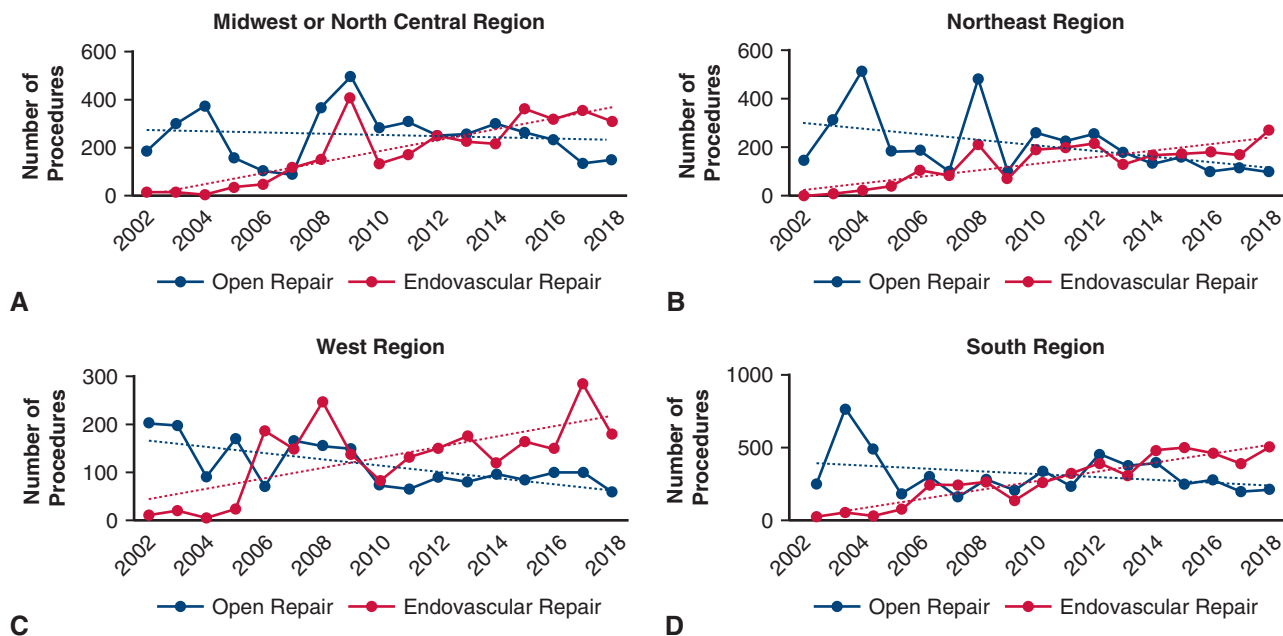 Midwest or North Central Region
Number of
Procedures
600
400
200
0
2002
2004
2006
2008
2010
2012
2014
2016
2018
Open Repair Endovascular Repair
A
Northeast Region
Number of
Procedures
600
400
200
0
2002
2004
2006
2008
2010
2012
2014
2016
2018
Open Repair Endovascular Repair
B
West Region
Number of
Procedures
300
200
100
0
2002
2004
2006
2008
2010
2012
2014
2016
2018
Open Repair Endovascular Repair
C
South Region
Number of
Procedures
1000
500
0
2002
2004
2006
2008
2010
2012
2014
2016
2018
Open Repair Endovascular Repair
D